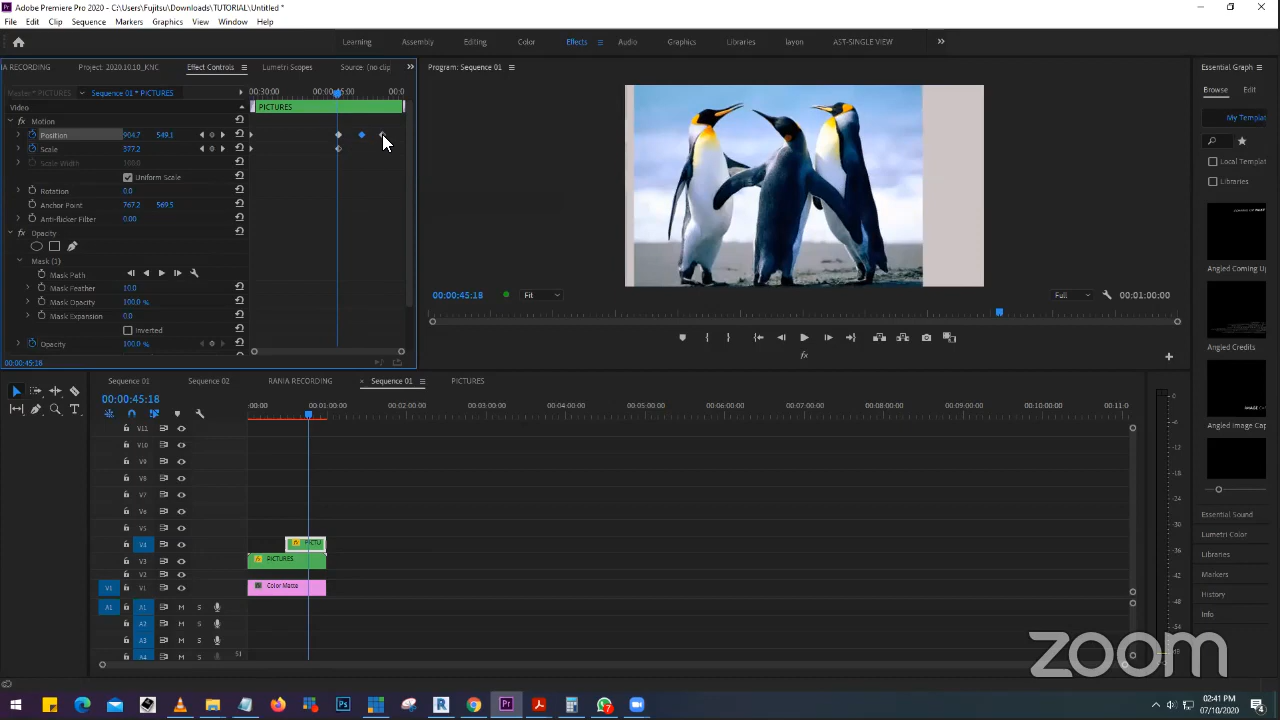 Adobe Premiere Pro 2020 - C:\Users\Fujitsu\Downloads\TUTORIAL\Untitled *
File Edit Clip Sequence Markers Graphics View Window Help
Learning Assembly Editing Color Effects Audio Graphics Libraries layon AST-SINGLE VIEW
IA RECORDING Project: 2020.10.10_KNC Effect Controls Lumetri Scopes Source: (no clip
Program: Sequence 01
Essential Graph
Master * PICTURES Sequence 01 * PICTURES
00:30:00 00:00:45:00 00:0
Browse Edit
Video
PICTURES
Motion
My Templat
Position 904.7 549.1
Scale 377.2
Scale Width 100.0
Local Templat
Uniform Scale
Libraries
Rotation 0.0
Anchor Point 767.2 569.5
Anti-flicker Filter 0.00
Opacity
Mask (1)
Angled Coming Up
Mask Path
Mask Feather 10.0
Mask Opacity 100.0 %
00:00:45:18 Fit Full 00:01:00:00
Mask Expansion 0.0
Inverted
Opacity 100.0 %
Angled Credits
fx
00:00:45:18
Sequence 01 Sequence 02 RANIA RECORDING Sequence 01 PICTURES
00:00:45:18
:00:00 00:01:00:00 00:02:00:00 00:03:00:00 00:04:00:00 00:05:00:00 00:06:00:00 00:07:00:00 00:08:00:00 00:09:00:00 00:10:00:00 00:11:0
Angled Image Cap
V11
V10
V9
V8
V7
V6
Essential Sound
V5
Lumetri Color
V4 PICTU
Libraries
V3 PICTURES
V2
Markers
V1 V1 Color Matte
History
A1 A1 M S
Info
A2 M S
A3 M S
A4 M S
S1
zoom
02:41 PM
07/10/2020